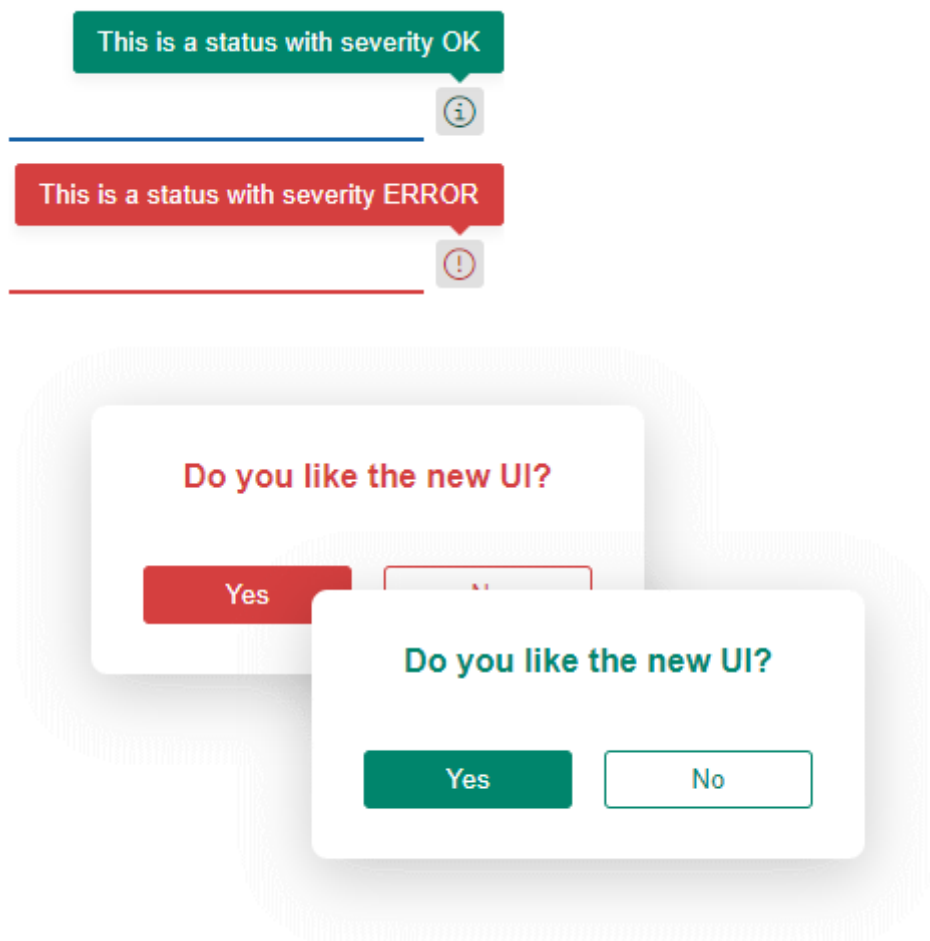 This is a status with severity OK
This is a status with severity ERROR
Do you like the new UI?
Yes
Do you like the new UI?
Yes No